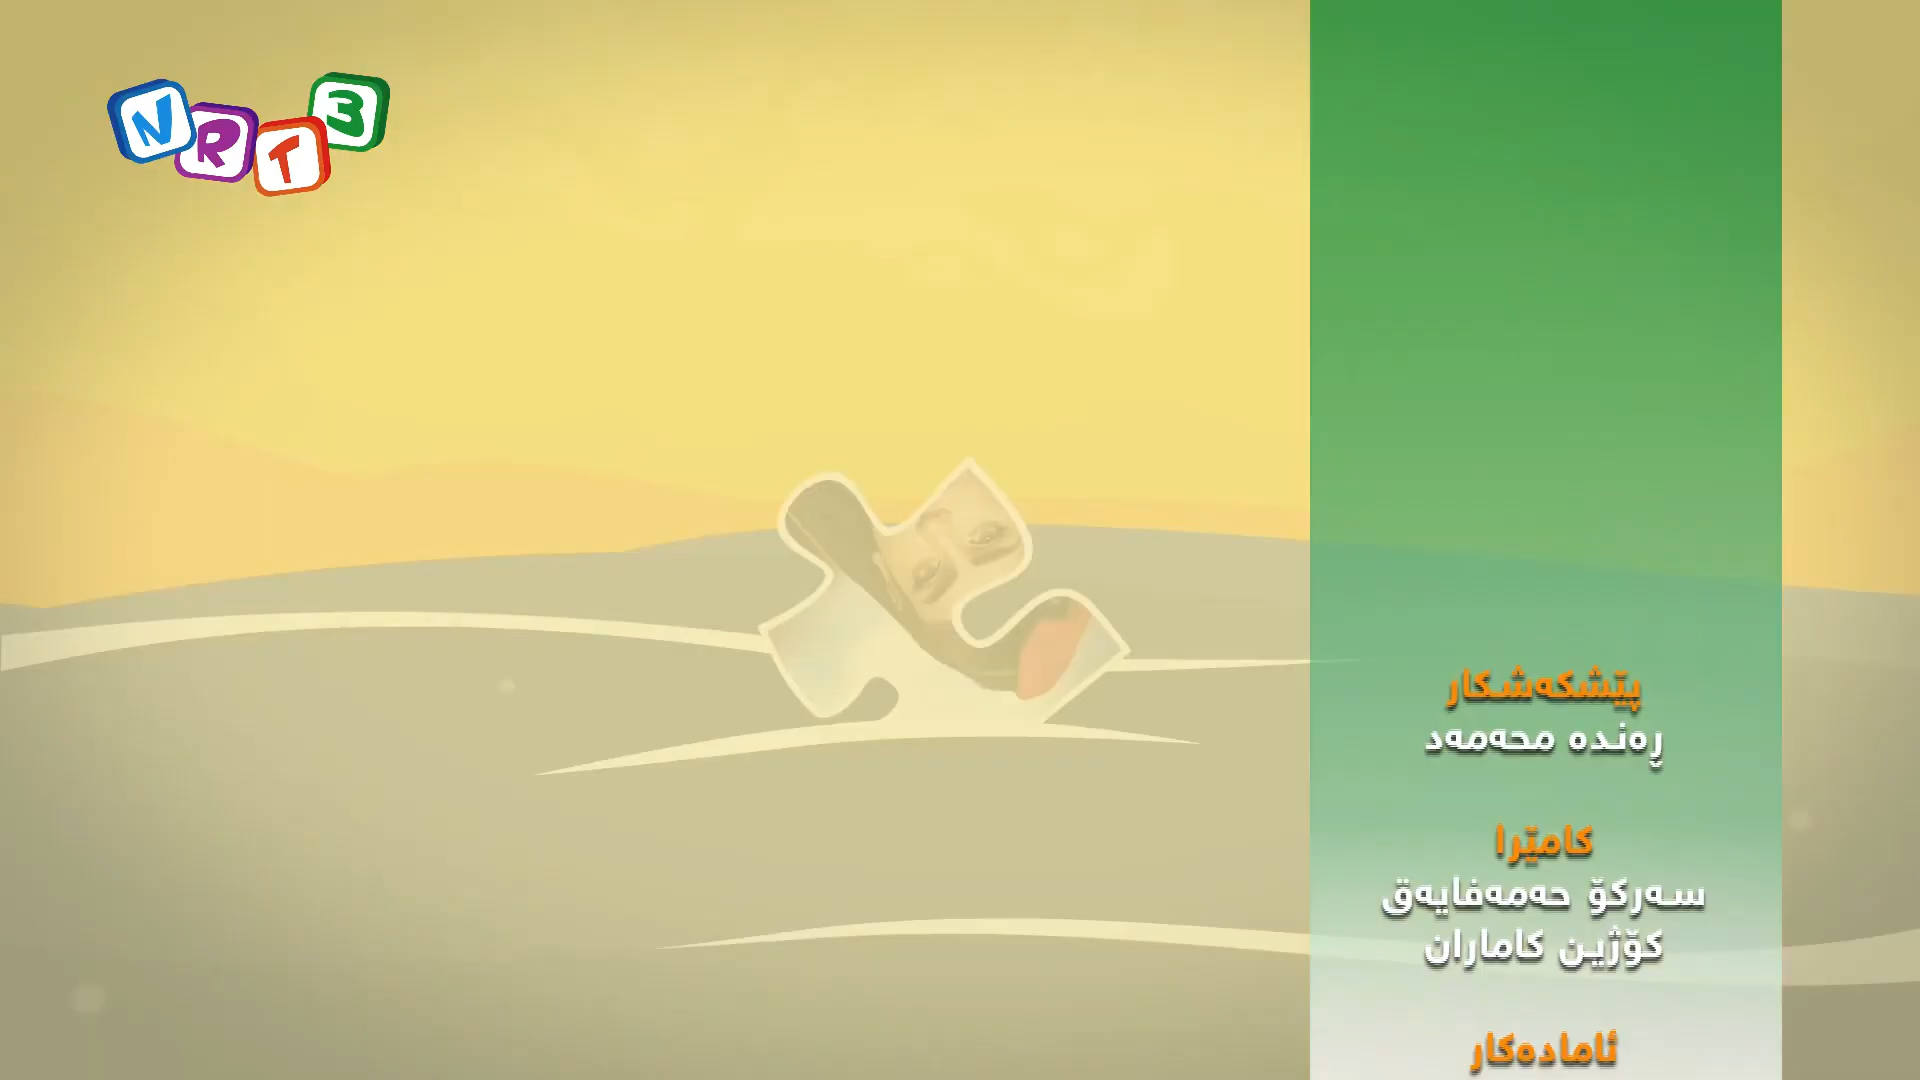 NRT3
پێشکەشکار
ڕەندە محەمەد
کامێرا
سەرکۆ حەمەفایەق
کۆژین کاماران
ئامادەکار